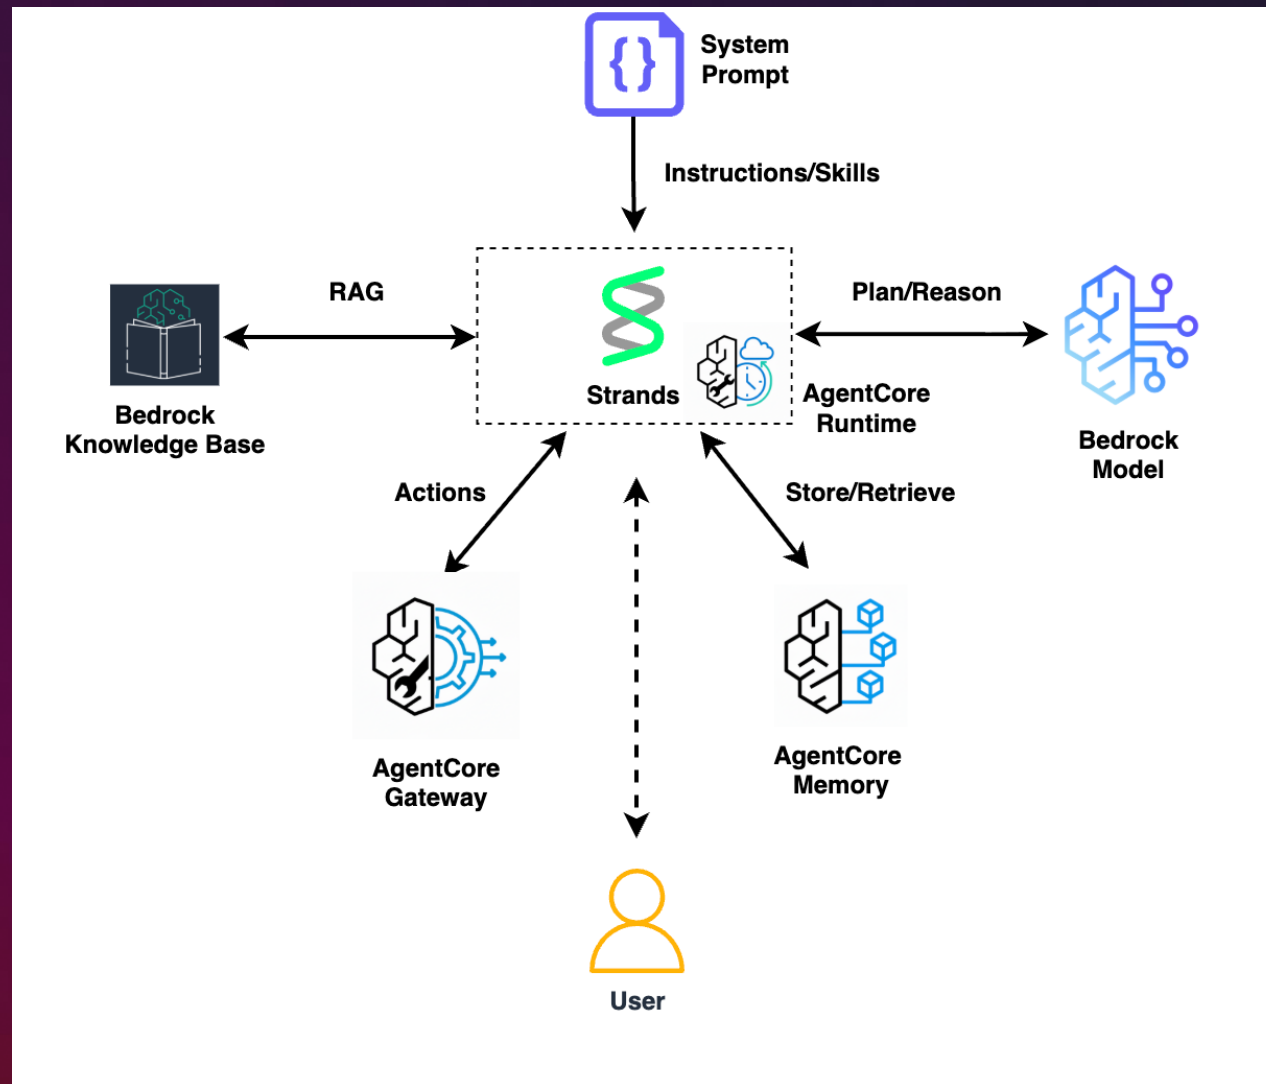 System
Prompt
Instructions/Skills
RAG
Plan/Reason
Strands
AgentCore
Runtime
Bedrock
Knowledge Base
Bedrock
Model
Actions
Store/Retrieve
AgentCore
Gateway
AgentCore
Memory
User